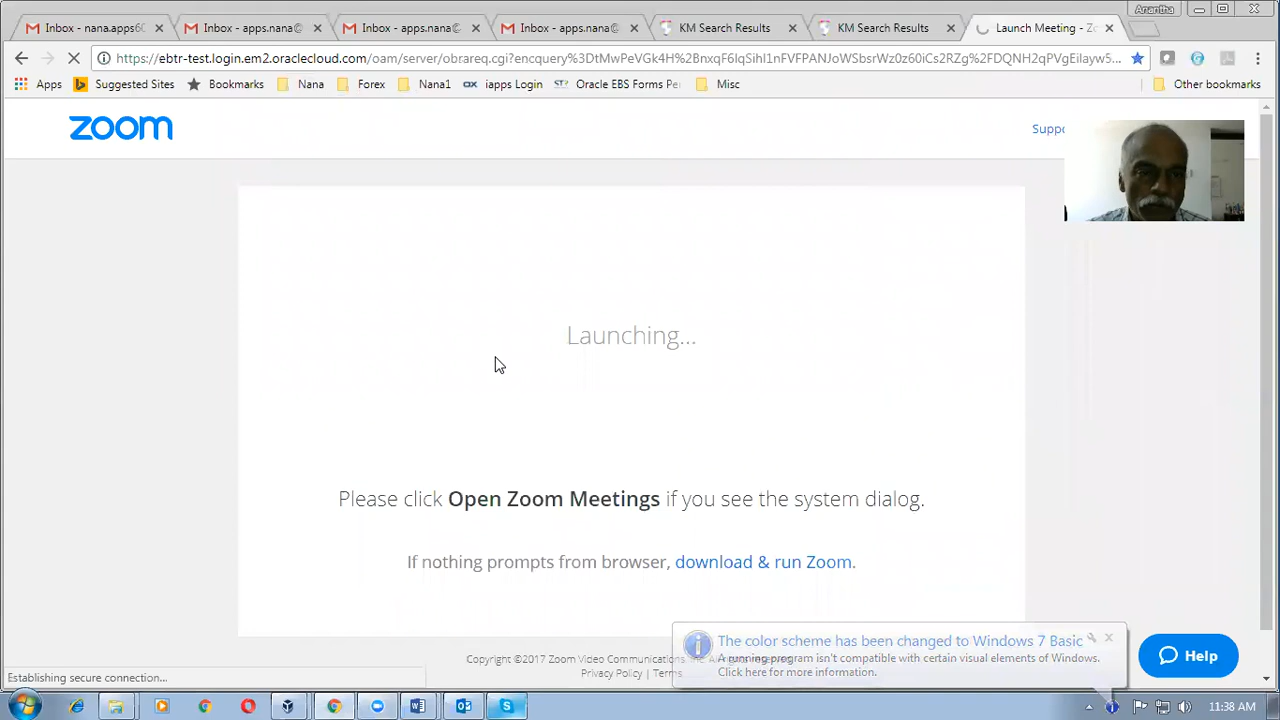 Anantha
Inbox - nana.apps60
Inbox - apps.nana@
Inbox - apps.nana@
Inbox - apps.nana@
KM Search Results
KM Search Results
Launch Meeting - Zo
https://ebtr-test.login.em2.oraclecloud.com/oam/server/obrareq.cgi?encquery%3DtMwPeVGk4H%2BnxqF6tqSihI1nFVFPANJoWSbsrWz0z60iCs2RZg%2FDQNH2qPVgEilayw5...
Apps
Suggested Sites
Bookmarks
Nana
Forex
Nana1
iapps Login
Oracle EBS Forms Per
Misc
Other bookmarks
zoom
Suppo
Launching...
Please click Open Zoom Meetings if you see the system dialog.
If nothing prompts from browser, download & run Zoom.
The color scheme has been changed to Windows 7 Basic
A running program isn't compatible with certain visual elements of Windows.
Click here for more information.
Copyright ©2017 Zoom Video Communications
Privacy Policy | Terms
Help
Establishing secure connection...
11:38 AM